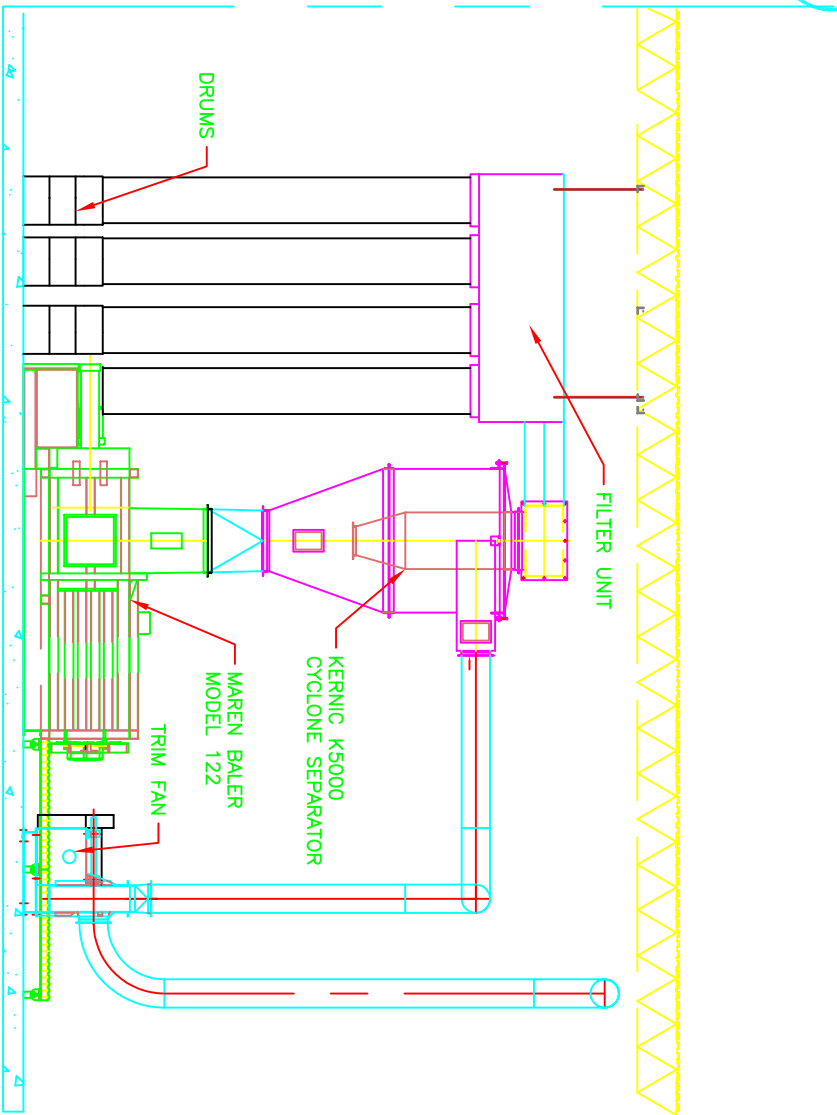 DRUMS
FILTER UNIT
KERNIC K5000
CYCLONE SEPARATOR
MAREN BALER
MODEL 122
TRIM FAN